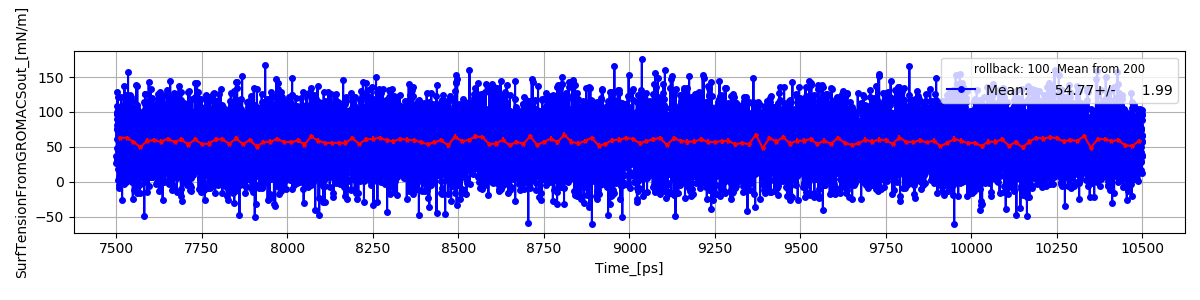 SurfTensionFromGROMACSout_[mN/m]
150
100
50
0
−50
rollback: 100. Mean from 200
Mean: 54.77+/- 1.99
7500 7750 8000 8250 8500 8750 9000 9250 9500 9750 10000 10250 10500
Time_[ps]